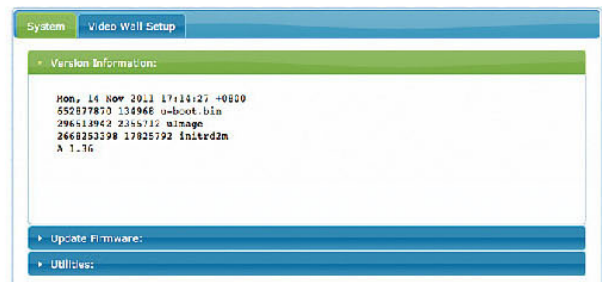 System Video Wall Setup
Version Information:
Mon, 14 Nov 2011 17:14:27 +0800
652877870 134968 u-boot.bin
296513942 2355712 uImage
2668253398 17825792 initrd2m
A 1.36
Update Firmware:
Utilities: